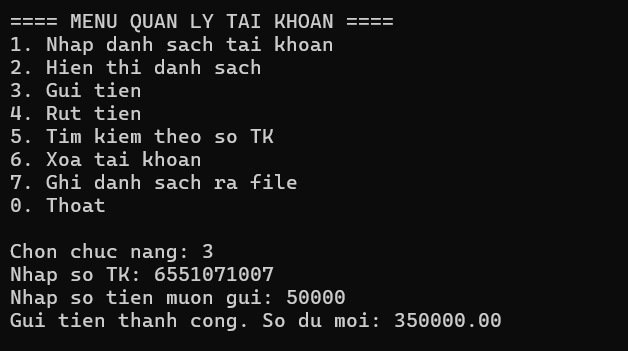 ==== MENU QUAN LY TAI KHOAN ====
1. Nhap danh sach tai khoan
2. Hien thi danh sach
3. Gui tien
4. Rut tien
5. Tim kiem theo so TK
6. Xoa tai khoan
7. Ghi danh sach ra file
0. Thoat
Chon chuc nang: 3
Nhap so TK: 6551071007
Nhap so tien muon gui: 50000
Gui tien thanh cong. So du moi: 350000.00